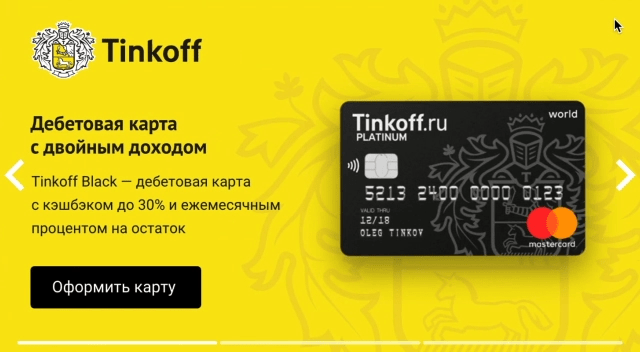 Tinkoff
Дебетовая карта
с двойным доходом
Tinkoff Black — дебетовая карта
с кэшбэком до 30% и ежемесячным
процентом на остаток
Оформить карту
Tinkoff.ru
PLATINUM
world
5213 2400 0000 0123
VALID THRU
12/18
OLEG TINKOV
mastercard